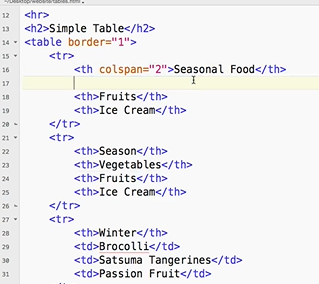 ~/Desktop/website/tables.html
12 <hr>
13 <h2>Simple Table</h2>
14 <table border="1">
15 <tr>
16 <th colspan="2">Seasonal Food</th>
17
18 <th>Fruits</th>
19 <th>Ice Cream</th>
20 </tr>
21 <tr>
22 <th>Season</th>
23 <th>Vegetables</th>
24 <th>Fruits</th>
25 <th>Ice Cream</th>
26 </tr>
27 <tr>
28 <th>Winter</th>
29 <td>Brocolli</td>
30 <td>Satsuma Tangerines</td>
31 <td>Passion Fruit</td>